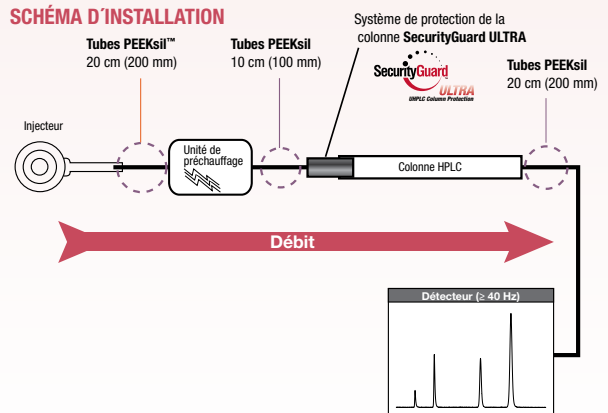 SCHÉMA D´INSTALLATION
Système de protection de la
colonne SecurityGuard ULTRA
Tubes PEEKsil™
20 cm (200 mm)
Tubes PEEKsil
10 cm (100 mm)
SecurityGuard
ULTRA
UHPLC Column Protection
Tubes PEEKsil
20 cm (200 mm)
Injecteur
Unité de
préchauffage
Colonne HPLC
Débit
Détecteur (≥ 40 Hz)